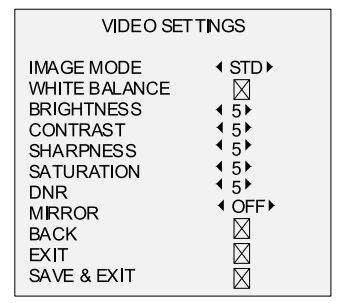 VIDEO SETTINGS
IMAGE MODE STD
WHITE BALANCE
BRIGHTNESS 5
CONTRAST 5
SHARPNESS 5
SATURATION 5
DNR 5
MIRROR OFF
BACK
EXIT
SAVE & EXIT